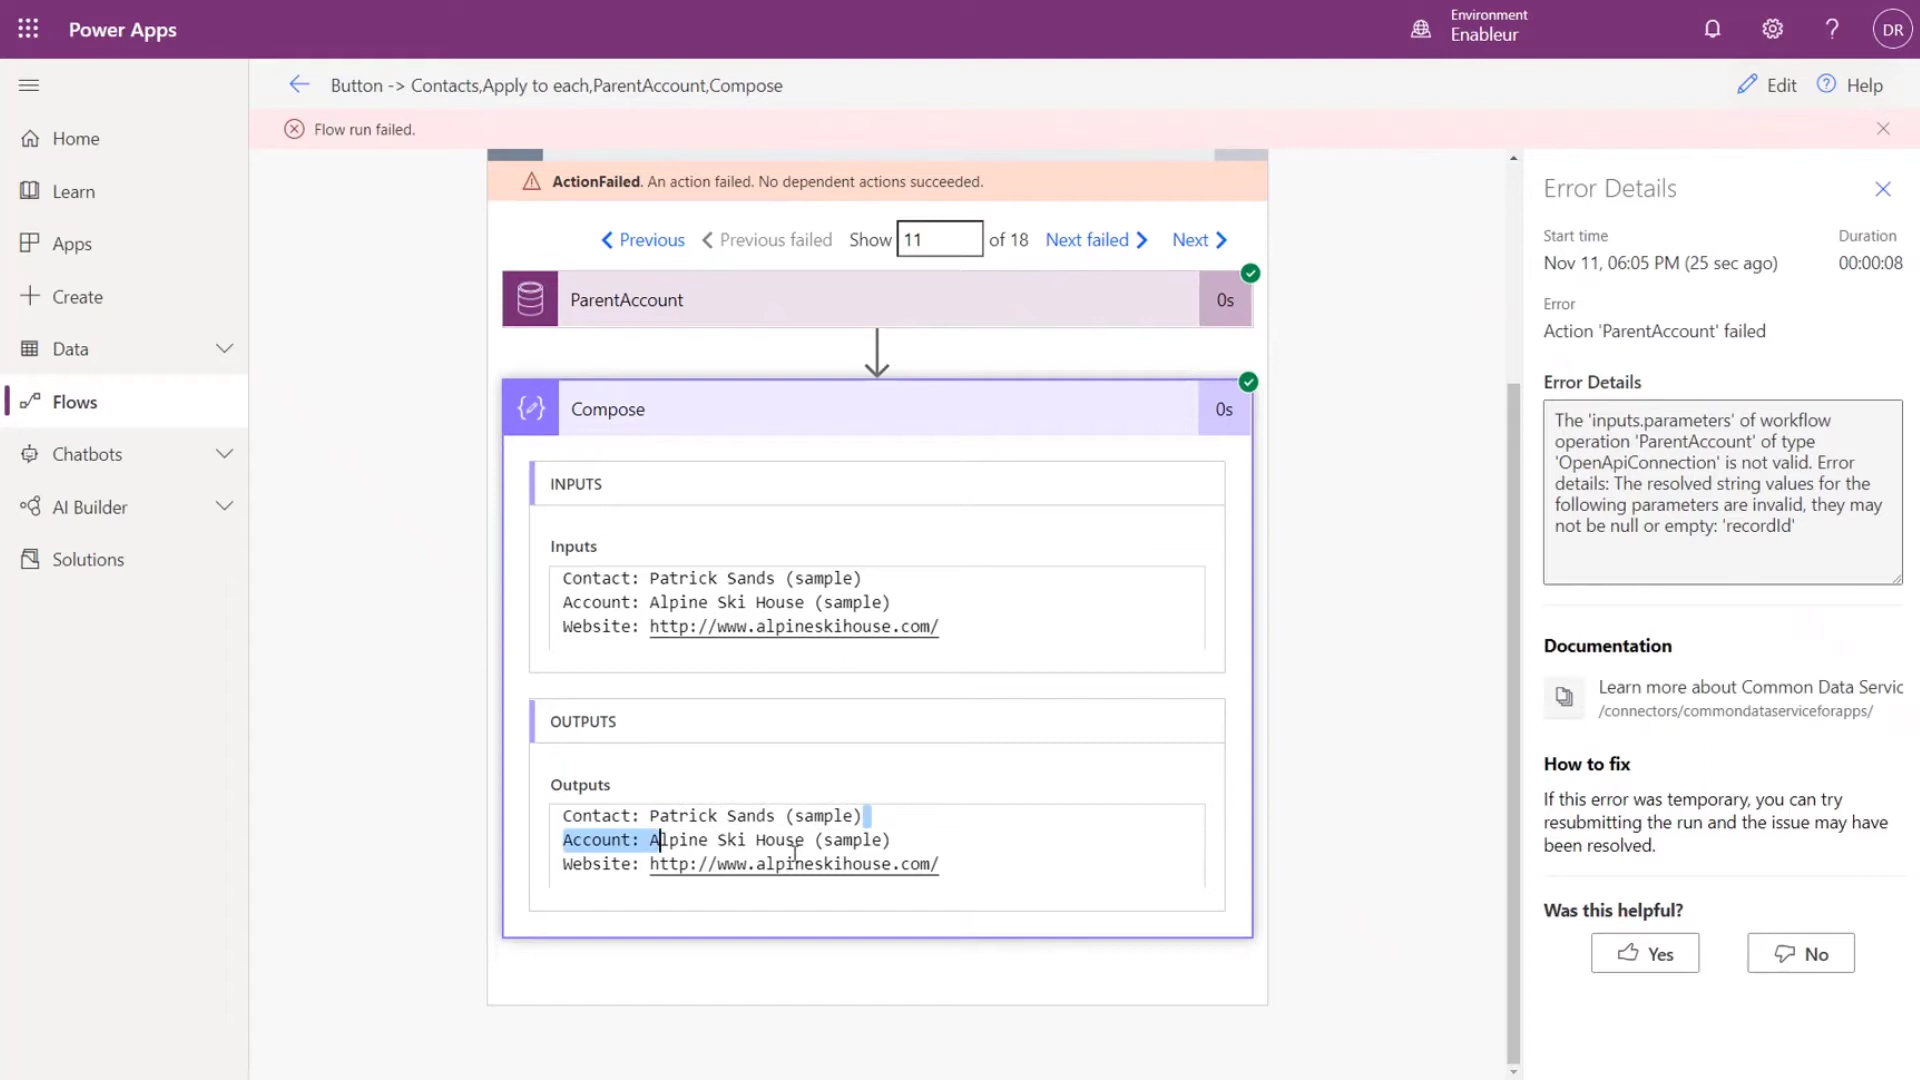 Power Apps
Environment
Enableur
DR
Button -> Contacts,Apply to each,ParentAccount,Compose
Edit
Help
Flow run failed.
Home
Learn
Apps
Create
Data
Flows
Chatbots
AI Builder
Solutions
ActionFailed. An action failed. No dependent actions succeeded.
Previous
Previous failed
Show
11
of 18
Next failed
Next
ParentAccount
0s
Compose
0s
INPUTS
Inputs
Contact: Patrick Sands (sample)
Account: Alpine Ski House (sample)
Website: http://www.alpineskihouse.com/
OUTPUTS
Outputs
Contact: Patrick Sands (sample)
Account: Alpine Ski House (sample)
Website: http://www.alpineskihouse.com/
Error Details
Start time
Duration
Nov 11, 06:05 PM (25 sec ago)
00:00:08
Error
Action 'ParentAccount' failed
Error Details
The 'inputs.parameters' of workflow
operation 'ParentAccount' of type
'OpenApiConnection' is not valid. Error
details: The resolved string values for the
following parameters are invalid, they may
not be null or empty: 'recordId'
Documentation
Learn more about Common Data Servic
/connectors/commondataserviceforapps/
How to fix
If this error was temporary, you can try
resubmitting the run and the issue may have
been resolved.
Was this helpful?
Yes
No